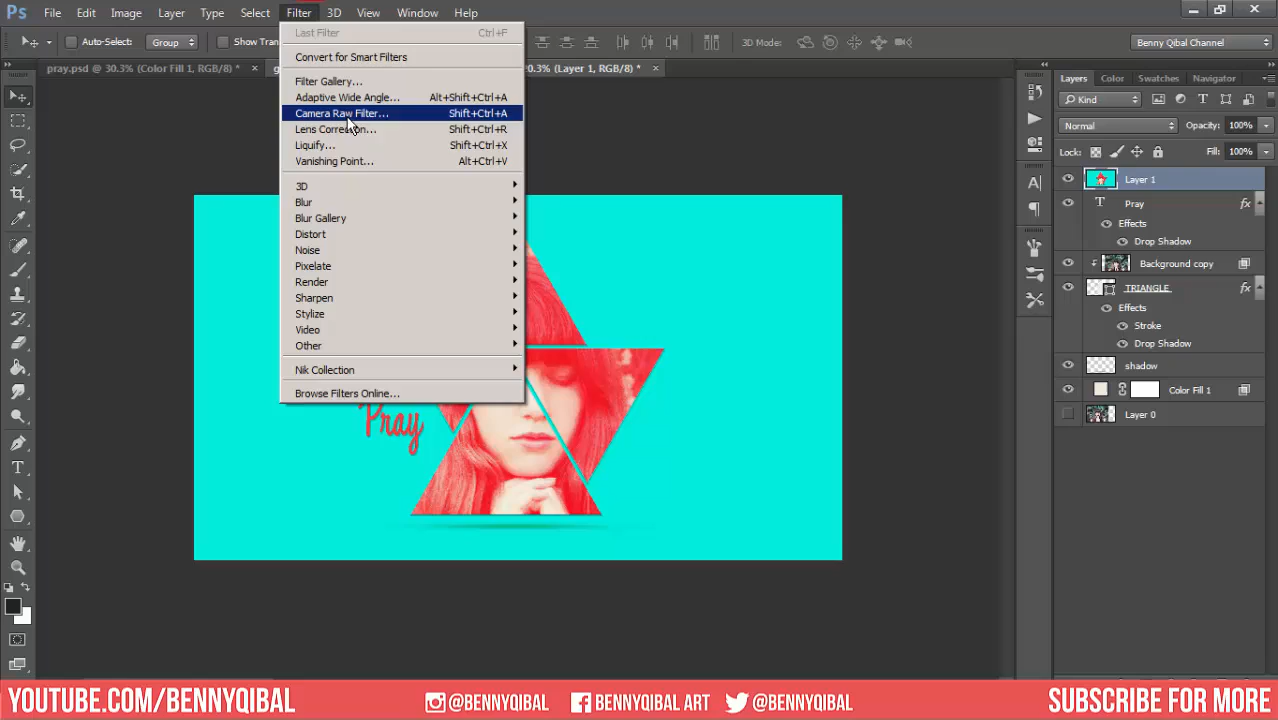 Ps File Edit Image Layer Type Select Filter 3D View Window Help
Auto-Select: Group Show Tran 3D Mode: Benny Qibal Channel
pray.psd @ 30.3% (Color Fill 1, RGB/8) * × 0.3% (Layer 1, RGB/8) * ×
Last Filter Ctrl+F
Convert for Smart Filters
Filter Gallery...
Adaptive Wide Angle... Alt+Shift+Ctrl+A
Camera Raw Filter... Shift+Ctrl+A
Lens Correction... Shift+Ctrl+R
Liquify... Shift+Ctrl+X
Vanishing Point... Alt+Ctrl+V
3D
Blur
Blur Gallery
Distort
Noise
Pixelate
Render
Sharpen
Stylize
Video
Other
Nik Collection
Browse Filters Online...
Pray
Layers Color Swatches Navigator
Kind
Normal Opacity: 100%
Lock: Fill: 100%
Layer 1
T Pray fx
Effects
Drop Shadow
Background copy
TRIANGLE fx
Effects
Stroke
Drop Shadow
shadow
Color Fill 1
Layer 0
YOUTUBE.COM/BENNYQIBAL @BENNYQIBAL BENNYQIBAL ART @BENNYQIBAL SUBSCRIBE FOR MORE